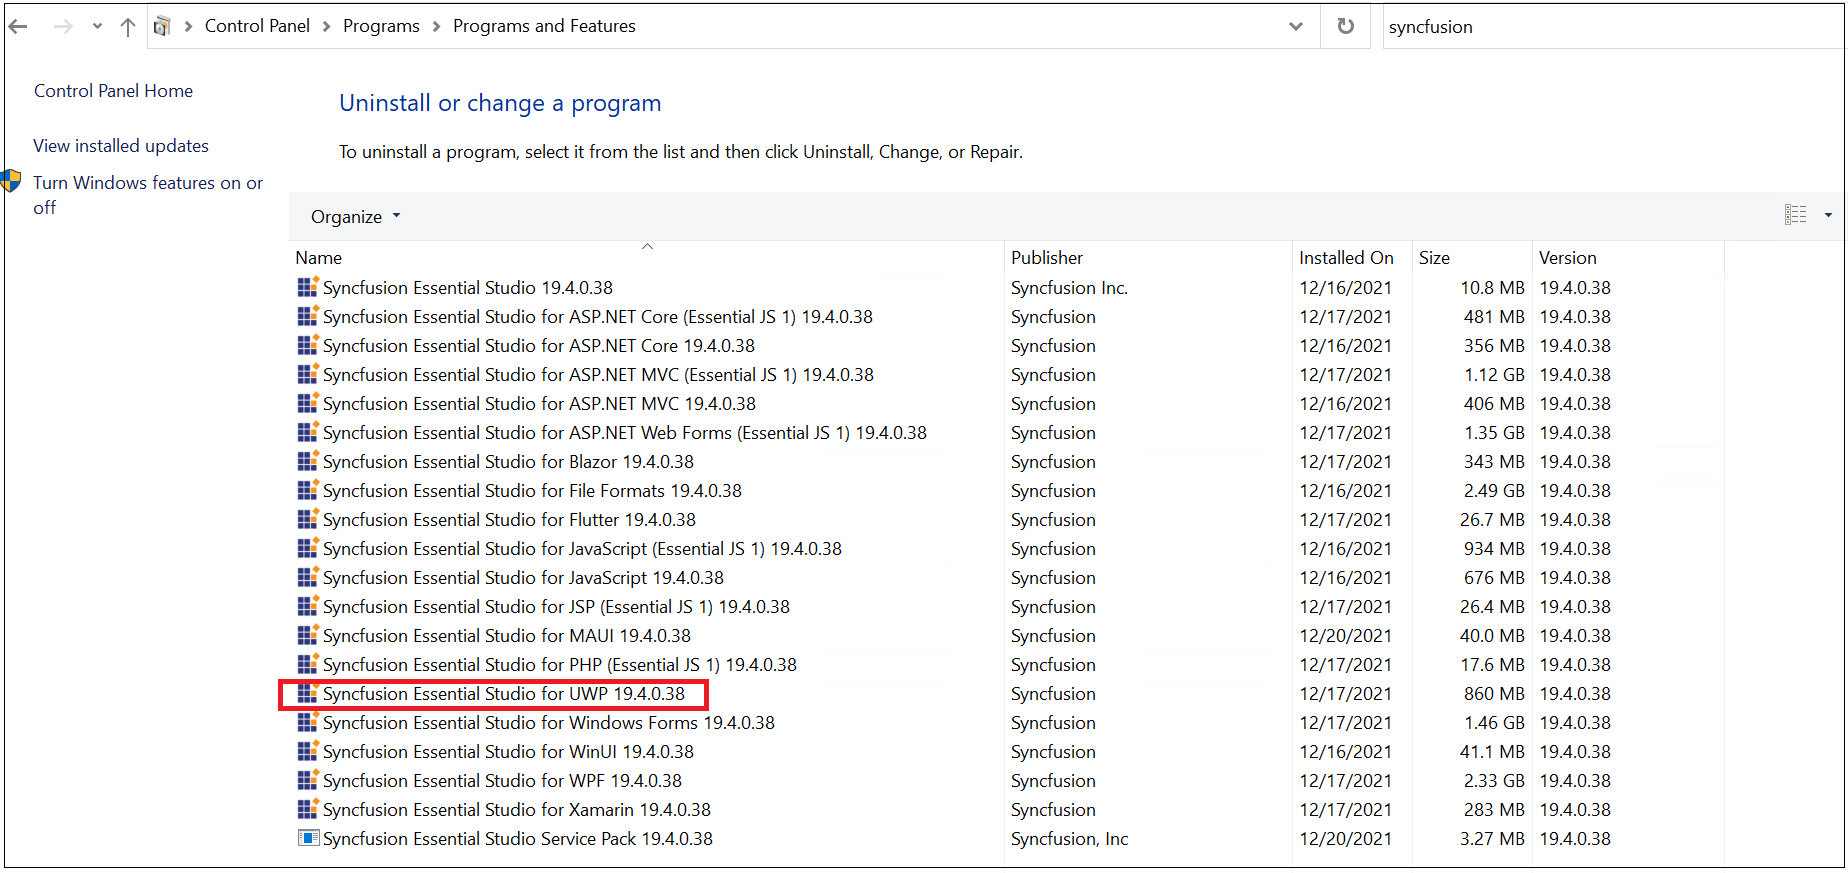 Control Panel > Programs > Programs and Features
syncfusion
Control Panel Home
View installed updates
Turn Windows features on or
off
Uninstall or change a program
To uninstall a program, select it from the list and then click Uninstall, Change, or Repair.
Organize
Name Publisher Installed On Size Version
Syncfusion Essential Studio 19.4.0.38 Syncfusion Inc. 12/16/2021 10.8 MB 19.4.0.38
Syncfusion Essential Studio for ASP.NET Core (Essential JS 1) 19.4.0.38 Syncfusion 12/17/2021 481 MB 19.4.0.38
Syncfusion Essential Studio for ASP.NET Core 19.4.0.38 Syncfusion 12/16/2021 356 MB 19.4.0.38
Syncfusion Essential Studio for ASP.NET MVC (Essential JS 1) 19.4.0.38 Syncfusion 12/17/2021 1.12 GB 19.4.0.38
Syncfusion Essential Studio for ASP.NET MVC 19.4.0.38 Syncfusion 12/16/2021 406 MB 19.4.0.38
Syncfusion Essential Studio for ASP.NET Web Forms (Essential JS 1) 19.4.0.38 Syncfusion 12/17/2021 1.35 GB 19.4.0.38
Syncfusion Essential Studio for Blazor 19.4.0.38 Syncfusion 12/17/2021 343 MB 19.4.0.38
Syncfusion Essential Studio for File Formats 19.4.0.38 Syncfusion 12/16/2021 2.49 GB 19.4.0.38
Syncfusion Essential Studio for Flutter 19.4.0.38 Syncfusion 12/17/2021 26.7 MB 19.4.0.38
Syncfusion Essential Studio for JavaScript (Essential JS 1) 19.4.0.38 Syncfusion 12/16/2021 934 MB 19.4.0.38
Syncfusion Essential Studio for JavaScript 19.4.0.38 Syncfusion 12/16/2021 676 MB 19.4.0.38
Syncfusion Essential Studio for JSP (Essential JS 1) 19.4.0.38 Syncfusion 12/17/2021 26.4 MB 19.4.0.38
Syncfusion Essential Studio for MAUI 19.4.0.38 Syncfusion 12/20/2021 40.0 MB 19.4.0.38
Syncfusion Essential Studio for PHP (Essential JS 1) 19.4.0.38 Syncfusion 12/17/2021 17.6 MB 19.4.0.38
Syncfusion Essential Studio for UWP 19.4.0.38 Syncfusion 12/17/2021 860 MB 19.4.0.38
Syncfusion Essential Studio for Windows Forms 19.4.0.38 Syncfusion 12/17/2021 1.46 GB 19.4.0.38
Syncfusion Essential Studio for WinUI 19.4.0.38 Syncfusion 12/16/2021 41.1 MB 19.4.0.38
Syncfusion Essential Studio for WPF 19.4.0.38 Syncfusion 12/17/2021 2.33 GB 19.4.0.38
Syncfusion Essential Studio for Xamarin 19.4.0.38 Syncfusion 12/17/2021 283 MB 19.4.0.38
Syncfusion Essential Studio Service Pack 19.4.0.38 Syncfusion, Inc 12/20/2021 3.27 MB 19.4.0.38